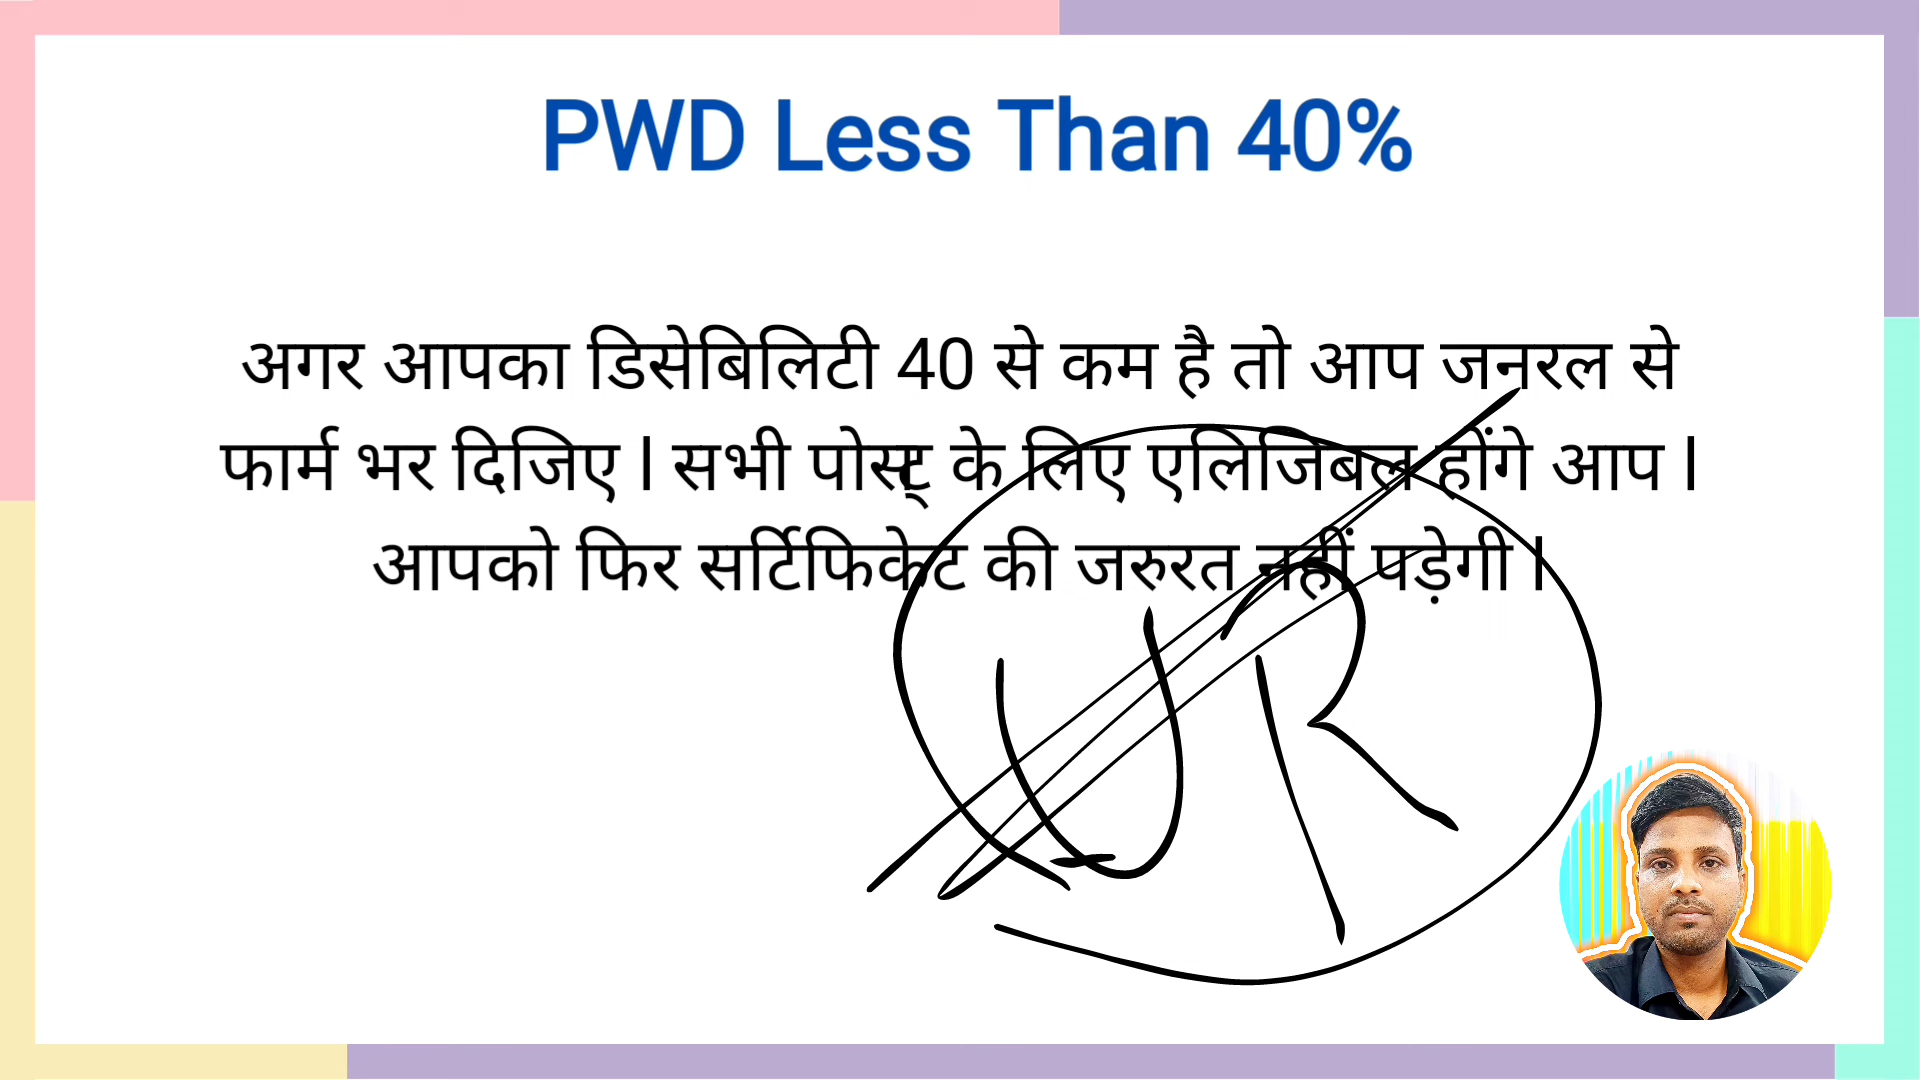 PWD Less Than 40%
अगर आपका डिसेबिलिटी 40 से कम है तो आप जनरल से
फार्म भर दिजिए l सभी पोस्ट् के लिए एलिजिबल होंगे आप l
आपको फिर सर्टिफिकेट की जरुरत नहीं पड़ेगी l
UR